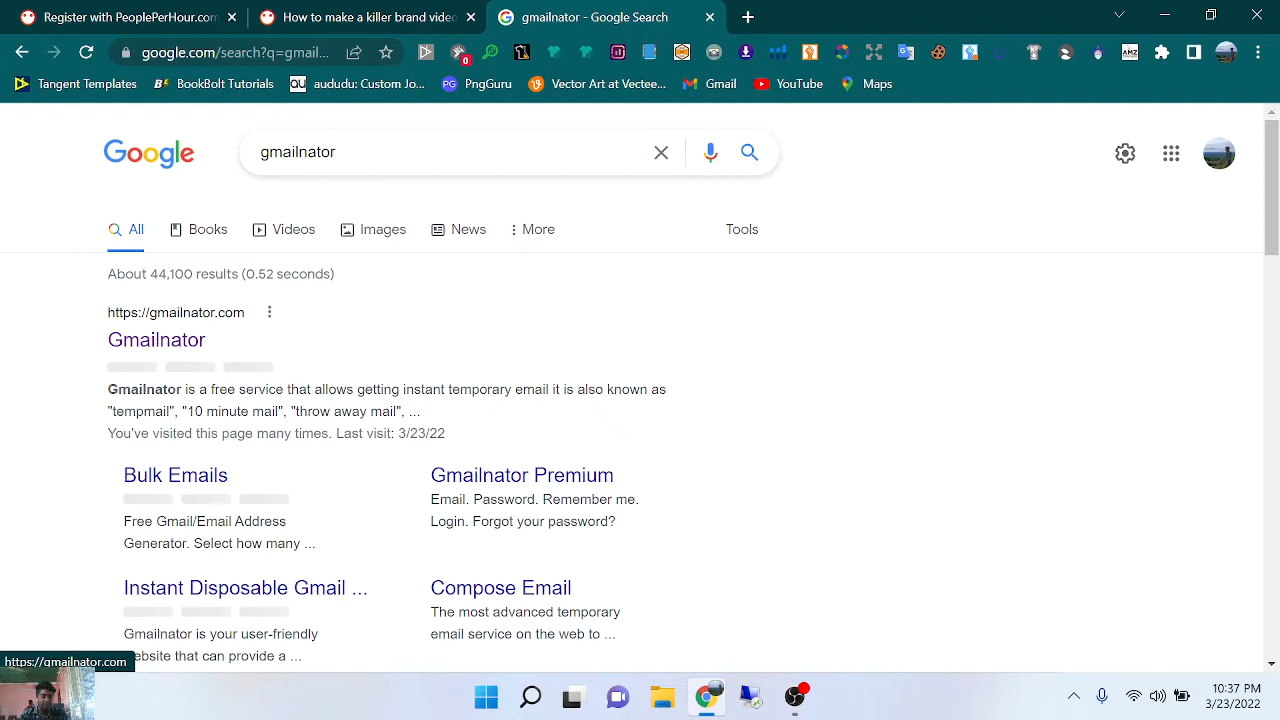 Register with PeoplePerHour.com
How to make a killer brand video
gmailnator - Google Search
google.com/search?q=gmail...
0
Tangent Templates
BookBolt Tutorials
QU
aududu: Custom Jo...
PG
PngGuru
Vector Art at Vectee...
Gmail
YouTube
Maps
Google
gmailnator
All
Books
Videos
Images
News
More
Tools
About 44,100 results (0.52 seconds)
https://gmailnator.com
Gmailnator
Gmailnator is a free service that allows getting instant temporary email it is also known as
"tempmail", "10 minute mail", "throw away mail", ...
You've visited this page many times. Last visit: 3/23/22
Bulk Emails
Free Gmail/Email Address
Generator. Select how many ...
Gmailnator Premium
Email. Password. Remember me.
Login. Forgot your password?
Instant Disposable Gmail ...
Gmailnator is your user-friendly
ebsite that can provide a ...
Compose Email
The most advanced temporary
email service on the web to ...
https://gmailnator.com
10:37 PM
3/23/2022